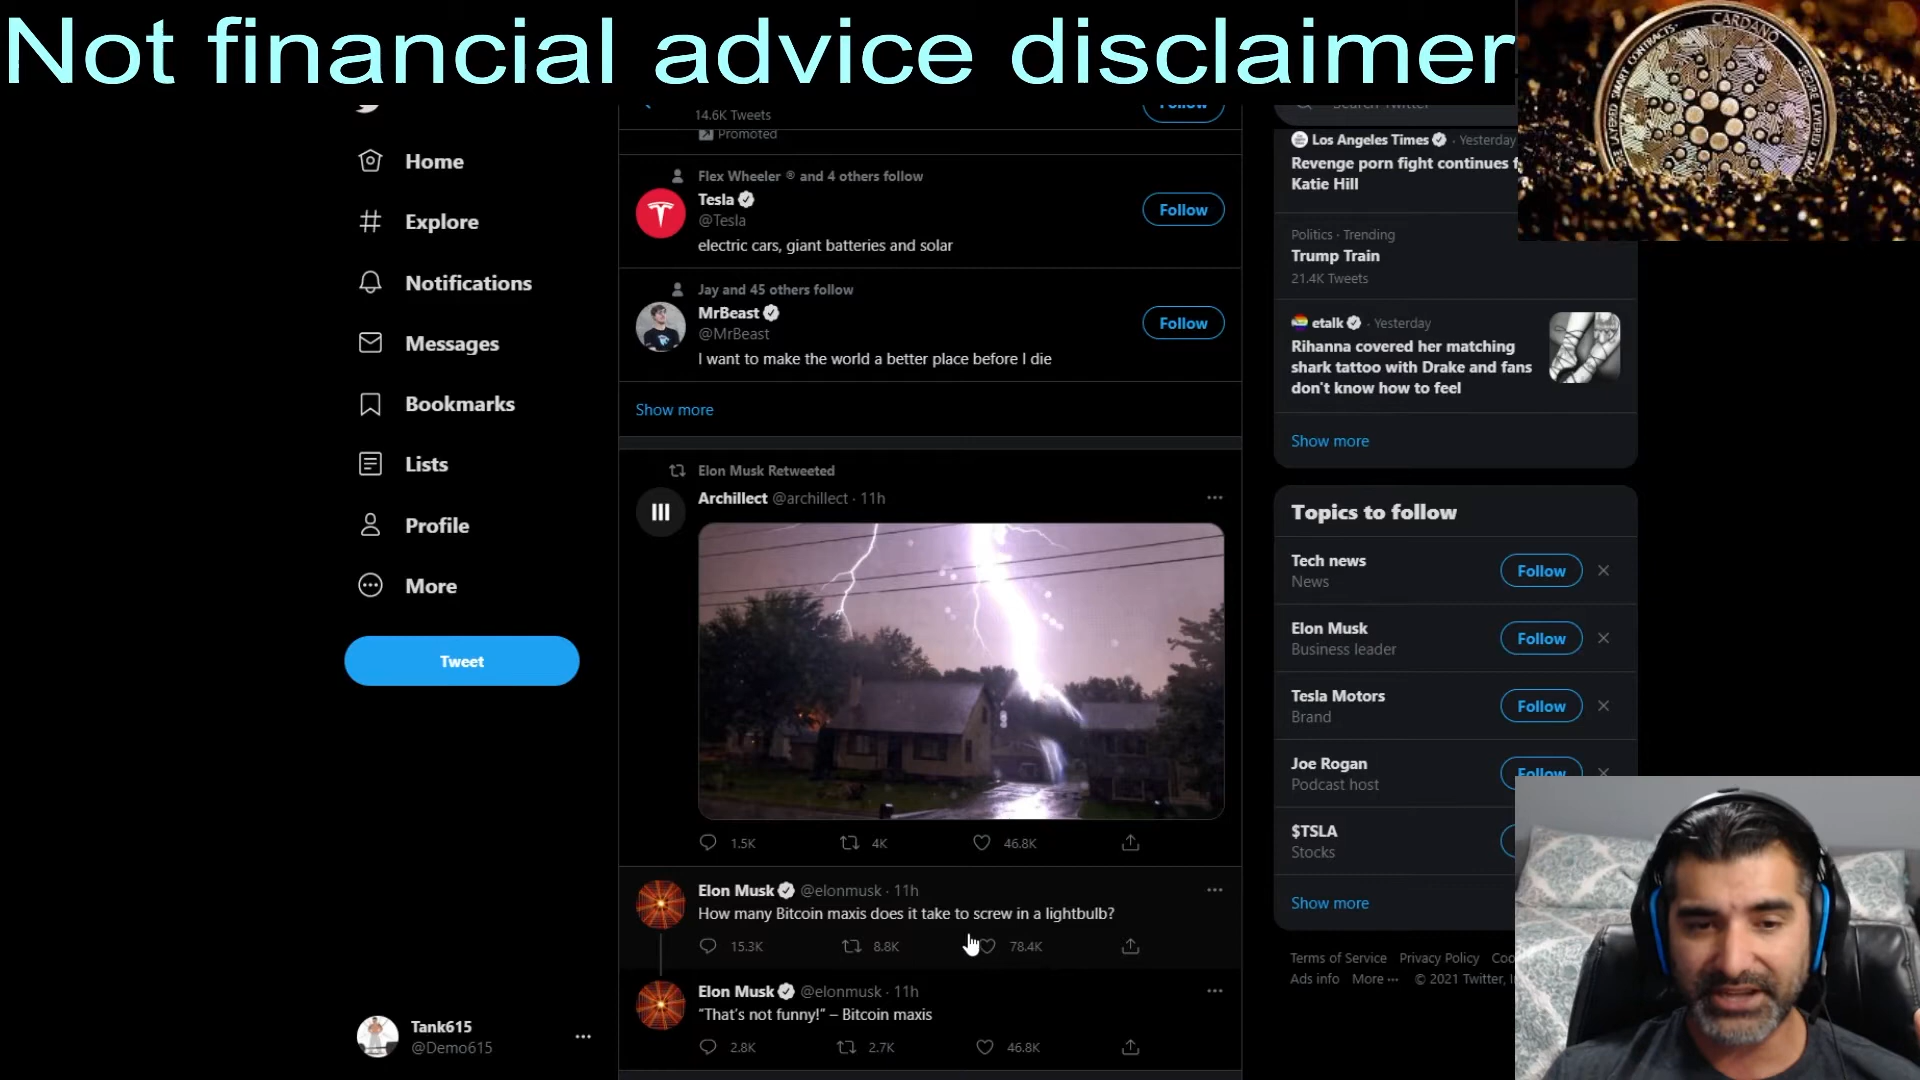 Not financial advice disclaimer
CARDANO
14.6K Tweets
Promoted
Follow
Search Twitter
Home
Explore
Notifications
Messages
Bookmarks
Lists
Profile
More
Tweet
Tank615
@Demo615
Flex Wheeler ® and 4 others follow
Tesla
@Tesla
electric cars, giant batteries and solar
Follow
Jay and 45 others follow
MrBeast
@MrBeast
I want to make the world a better place before I die
Follow
Show more
Elon Musk Retweeted
Archillect @archillect · 11h
1.5K 4K 46.8K
Elon Musk @elonmusk · 11h
How many Bitcoin maxis does it take to screw in a lightbulb?
15.3K 8.8K 78.4K
Elon Musk @elonmusk · 11h
“That’s not funny!” – Bitcoin maxis
2.8K 2.7K 46.8K
Los Angeles Times · Yesterday
Revenge porn fight continues f
Katie Hill
Politics · Trending
Trump Train
21.4K Tweets
etalk · Yesterday
Rihanna covered her matching
shark tattoo with Drake and fans
don't know how to feel
Show more
Topics to follow
Tech news
News
Follow
Elon Musk
Business leader
Follow
Tesla Motors
Brand
Follow
Joe Rogan
Podcast host
Follow
$TSLA
Stocks
Show more
Terms of Service Privacy Policy Coo
Ads info More ··· © 2021 Twitter, I